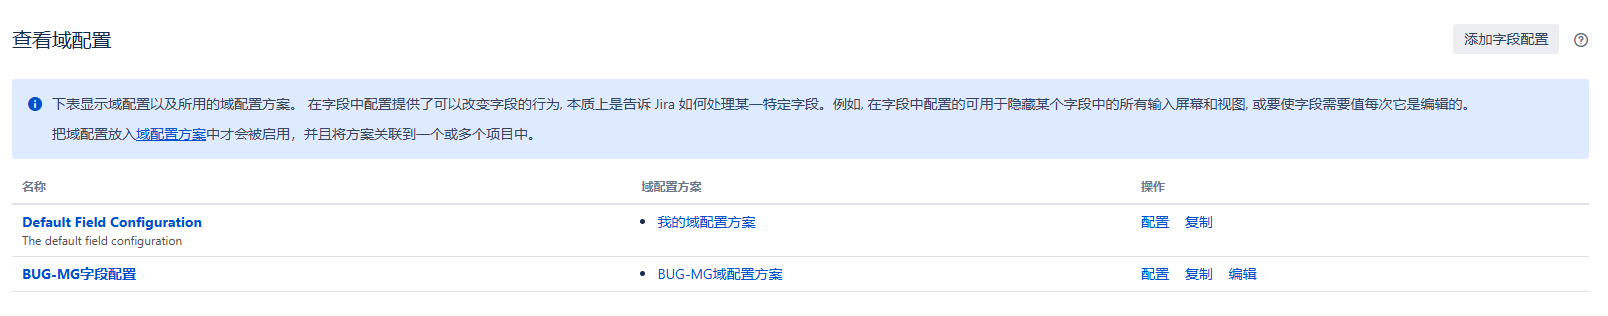 查看域配置
添加字段配置
下表显示域配置以及所用的域配置方案。 在字段中配置提供了可以改变字段的行为, 本质上是告诉 Jira 如何处理某一特定字段。例如, 在字段中配置的可用于隐藏某个字段中的所有输入屏幕和视图, 或要使字段需要值每次它是编辑的。
把域配置放入域配置方案中才会被启用，并且将方案关联到一个或多个项目中。
名称 域配置方案 操作
Default Field Configuration • 我的域配置方案 配置 复制
The default field configuration
BUG-MG字段配置 • BUG-MG域配置方案 配置 复制 编辑